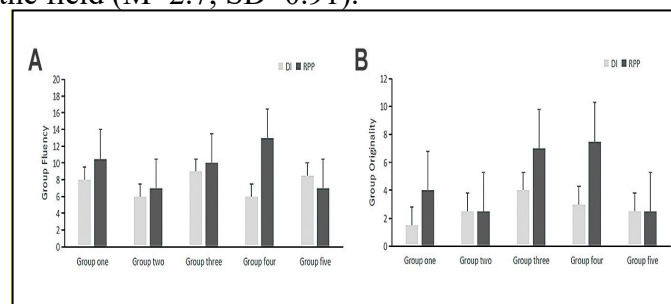 the field (M=2.7, SD=0.91).
A
B
DI RPP
DI RPP
Group Fluency
20
18
16
14
12
10
8
6
4
2
0
Group one Group two Group three Group four Group five
Group Originality
12
10
8
6
4
2
0
Group one Group two Group three Group four Group five